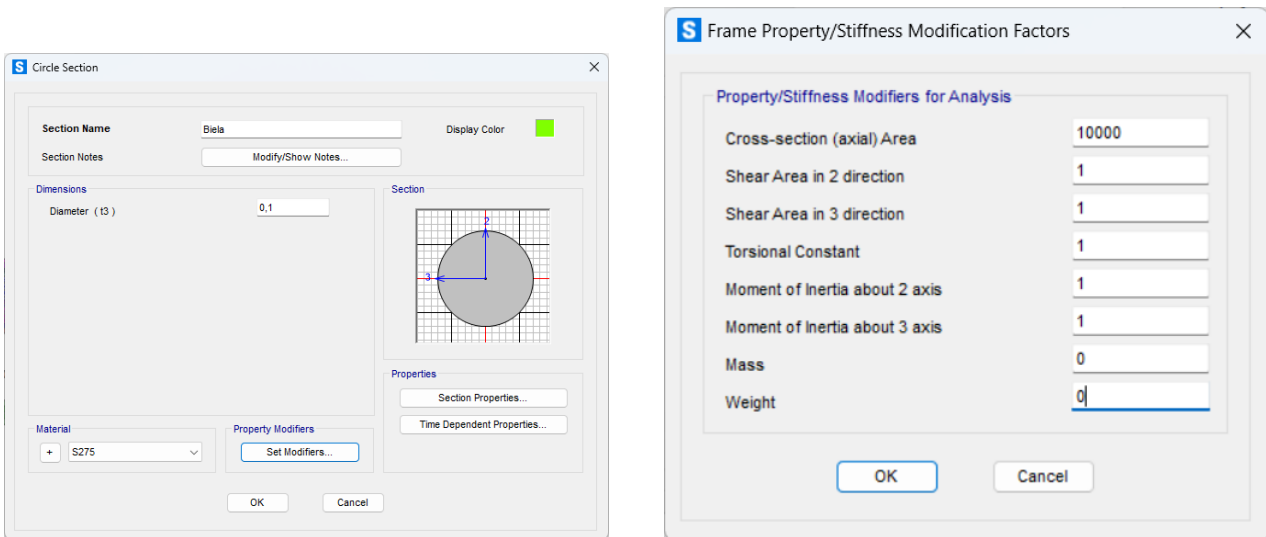 S Circle Section
Section Name Biela Display Color
Section Notes Modify/Show Notes...
Dimensions
Diameter ( t3 ) 0,1
Section
2
3
Properties
Section Properties...
Time Dependent Properties...
Material
+ S275
Property Modifiers
Set Modifiers...
OK Cancel
S Frame Property/Stiffness Modification Factors
Property/Stiffness Modifiers for Analysis
Cross-section (axial) Area 10000
Shear Area in 2 direction 1
Shear Area in 3 direction 1
Torsional Constant 1
Moment of Inertia about 2 axis 1
Moment of Inertia about 3 axis 1
Mass 0
Weight 0
OK Cancel